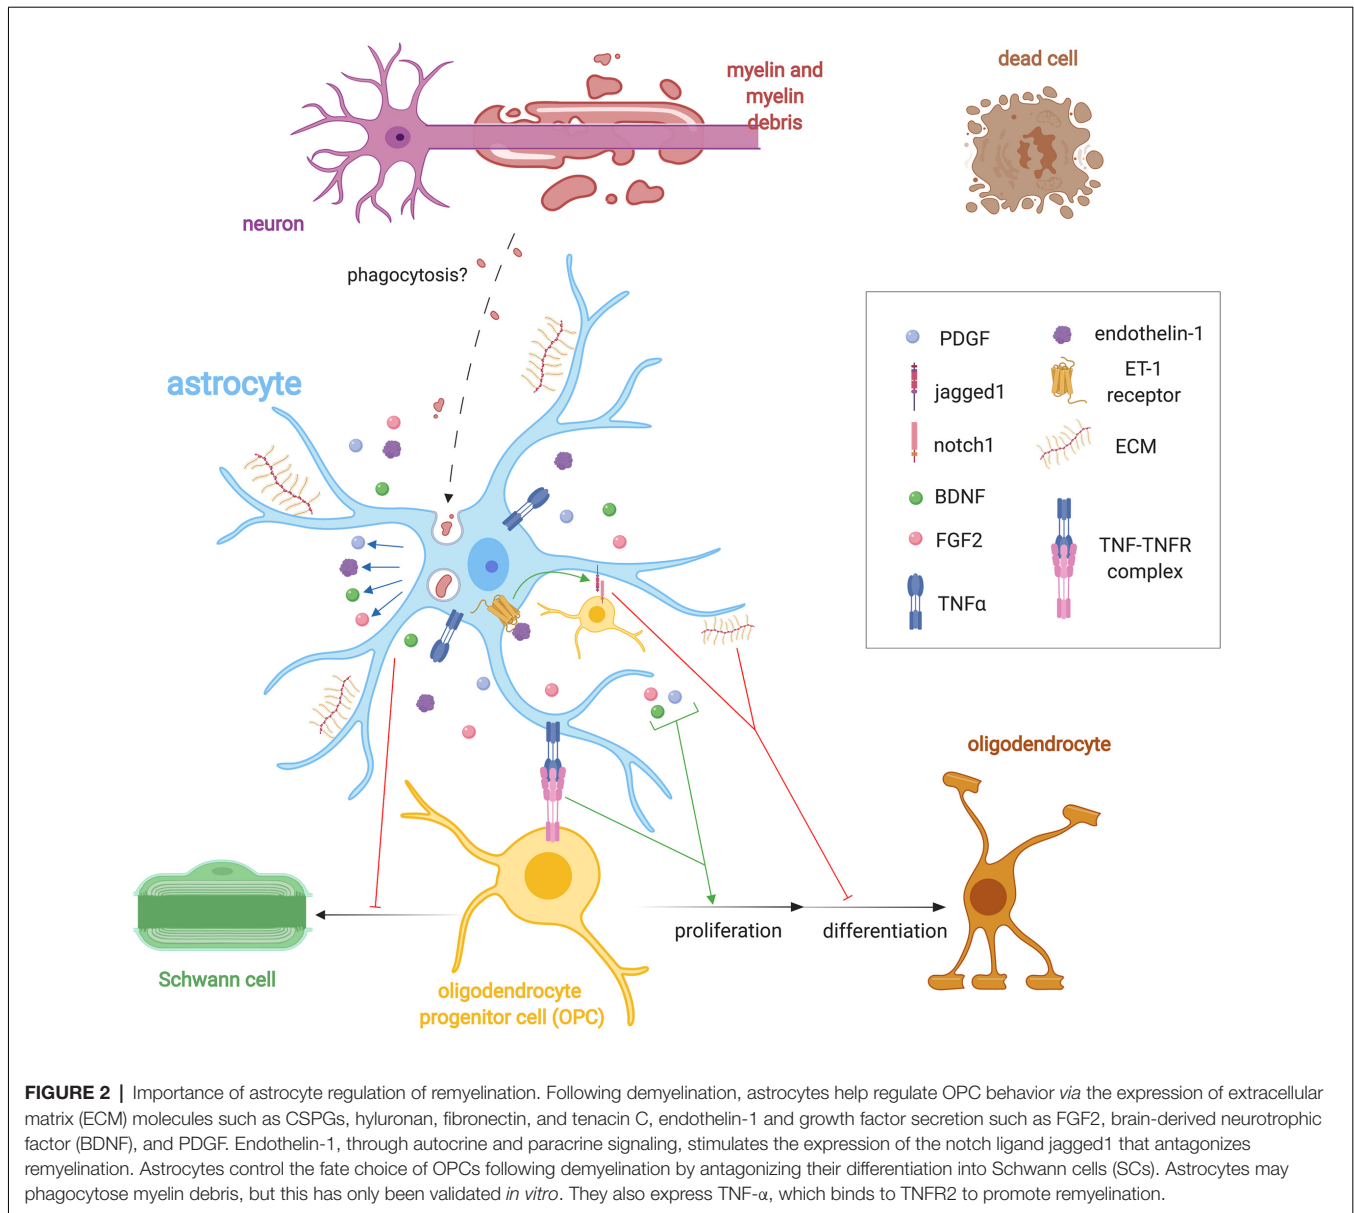 myelin and
myelin
debris
dead cell
neuron
phagocytosis?
astrocyte
PDGF
endothelin-1
jagged1
ET-1
receptor
notch1
ECM
BDNF
FGF2
TNF-TNFR
complex
TNFα
oligodendrocyte
proliferation
differentiation
Schwann cell
oligodendrocyte
progenitor cell (OPC)
FIGURE 2 | Importance of astrocyte regulation of remyelination. Following demyelination, astrocytes help regulate OPC behavior via the expression of extracellular
matrix (ECM) molecules such as CSPGs, hyluronan, fibronectin, and tenacin C, endothelin-1 and growth factor secretion such as FGF2, brain-derived neurotrophic
factor (BDNF), and PDGF. Endothelin-1, through autocrine and paracrine signaling, stimulates the expression of the notch ligand jagged1 that antagonizes
remyelination. Astrocytes control the fate choice of OPCs following demyelination by antagonizing their differentiation into Schwann cells (SCs). Astrocytes may
phagocytose myelin debris, but this has only been validated in vitro. They also express TNF-α, which binds to TNFR2 to promote remyelination.